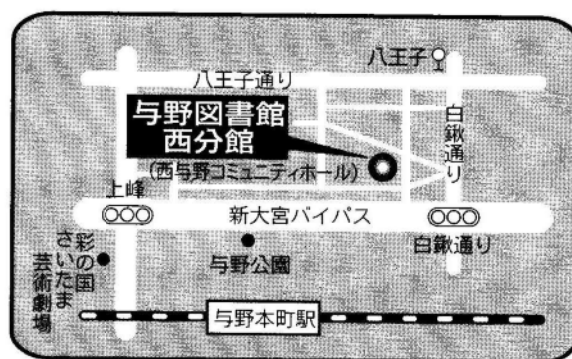 八王子
八王子通り
与野図書館
西分館
(西与野コミュニティホール)
白鍬通り
上峰
新大宮バイパス
白鍬通り
与野公園
彩の国
さいたま
芸術劇場
与野本町駅